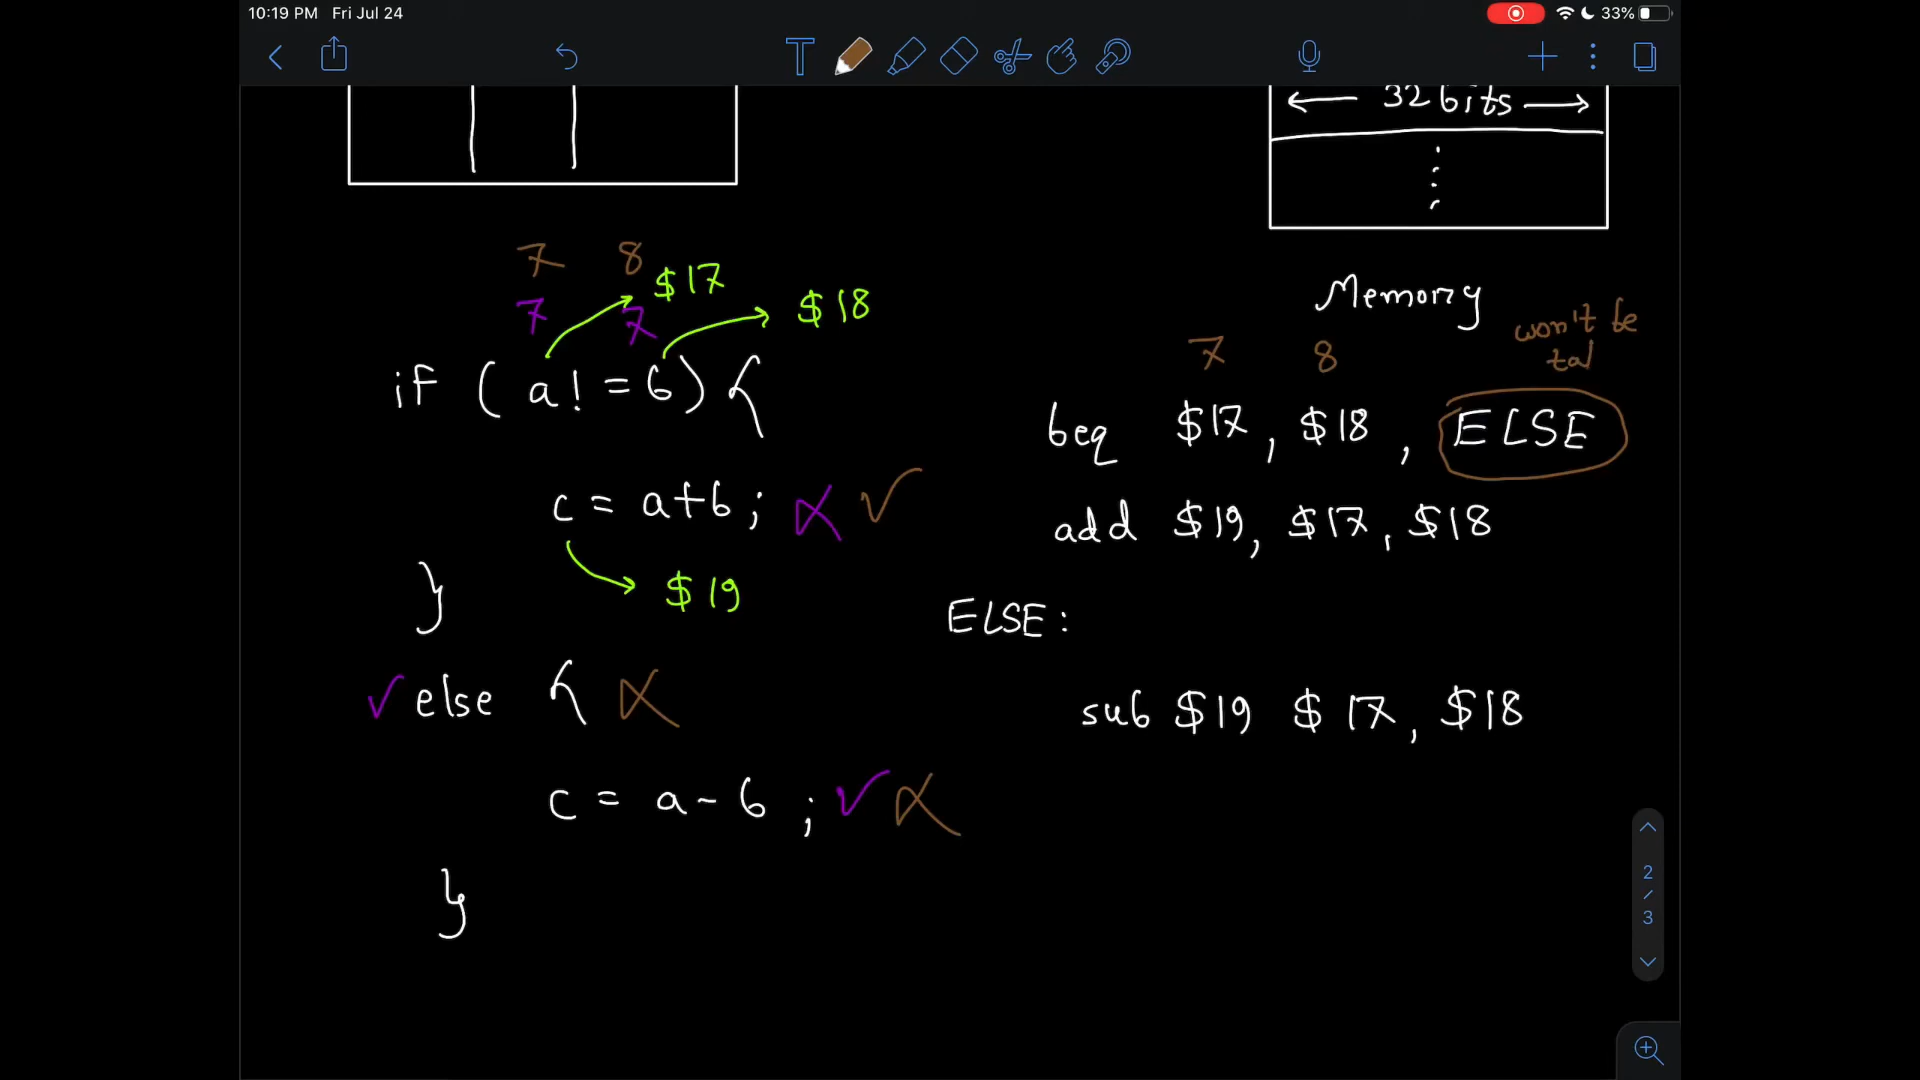 10:19 PM Fri Jul 24
33%
T
← 32 bits →
7 8
7 7
$17
$18
if ( a! = b) {
c = a+b ;
$19
}
else {
c = a - b ;
}
Memory
won't be
7 8
beq $17, $18, ELSE
add $19, $17, $18
ELSE :
sub $19 $17, $18
2
/
3